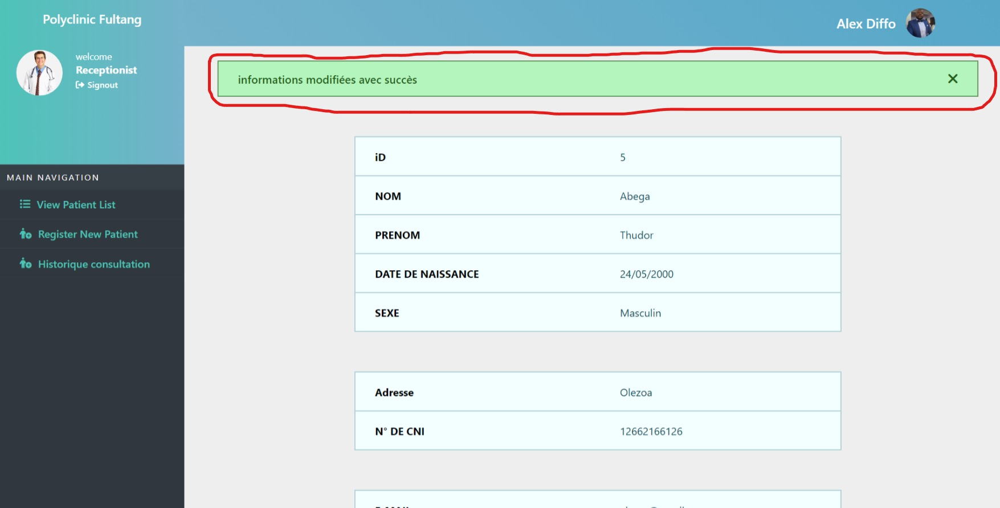 Polyclinic Fultang
Alex Diffo
welcome
Receptionist
Signout
informations modifiées avec succès
MAIN NAVIGATION
View Patient List
Register New Patient
Historique consultation
iD 5
NOM Abega
PRENOM Thudor
DATE DE NAISSANCE 24/05/2000
SEXE Masculin
Adresse Olezoa
N° DE CNI 12662166126